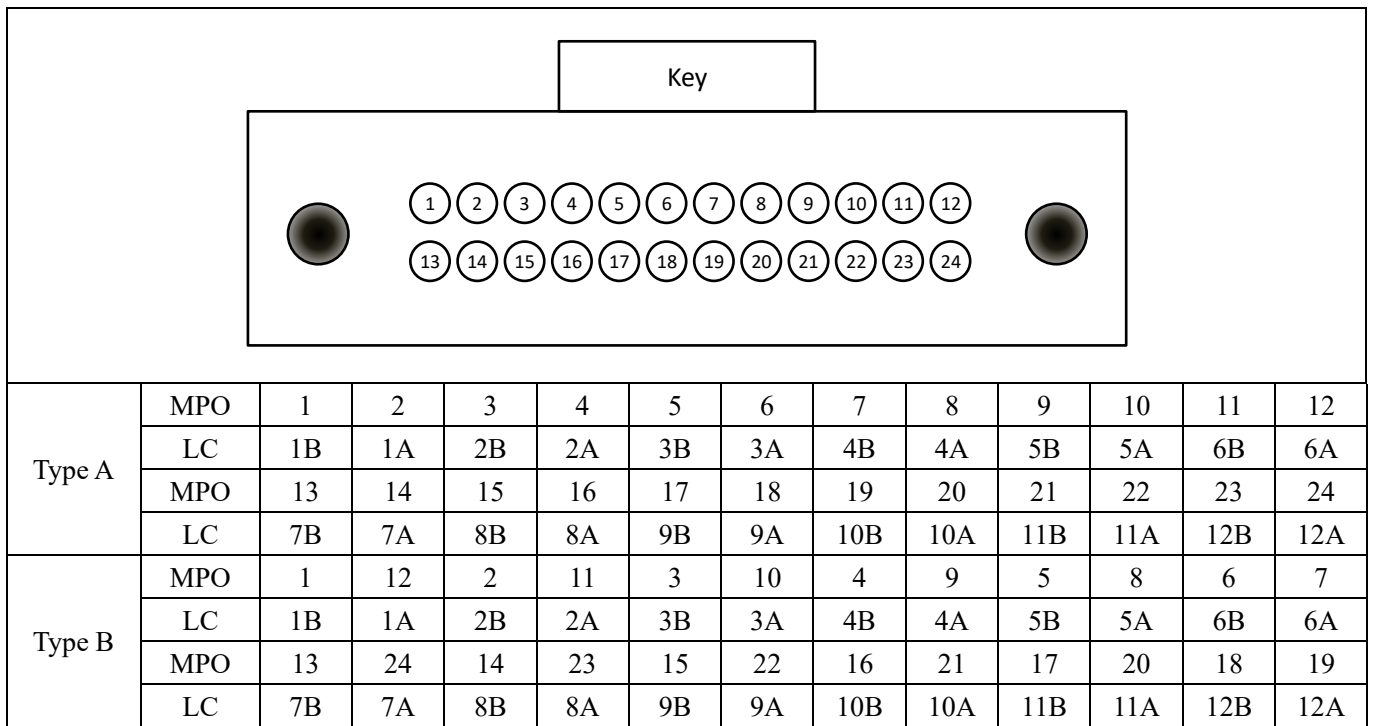 Key
1 2 3 4 5 6 7 8 9 10 11 12
13 14 15 16 17 18 19 20 21 22 23 24
Type A
MPO 1 2 3 4 5 6 7 8 9 10 11 12
LC 1B 1A 2B 2A 3B 3A 4B 4A 5B 5A 6B 6A
MPO 13 14 15 16 17 18 19 20 21 22 23 24
LC 7B 7A 8B 8A 9B 9A 10B 10A 11B 11A 12B 12A
Type B
MPO 1 12 2 11 3 10 4 9 5 8 6 7
LC 1B 1A 2B 2A 3B 3A 4B 4A 5B 5A 6B 6A
MPO 13 24 14 23 15 22 16 21 17 20 18 19
LC 7B 7A 8B 8A 9B 9A 10B 10A 11B 11A 12B 12A